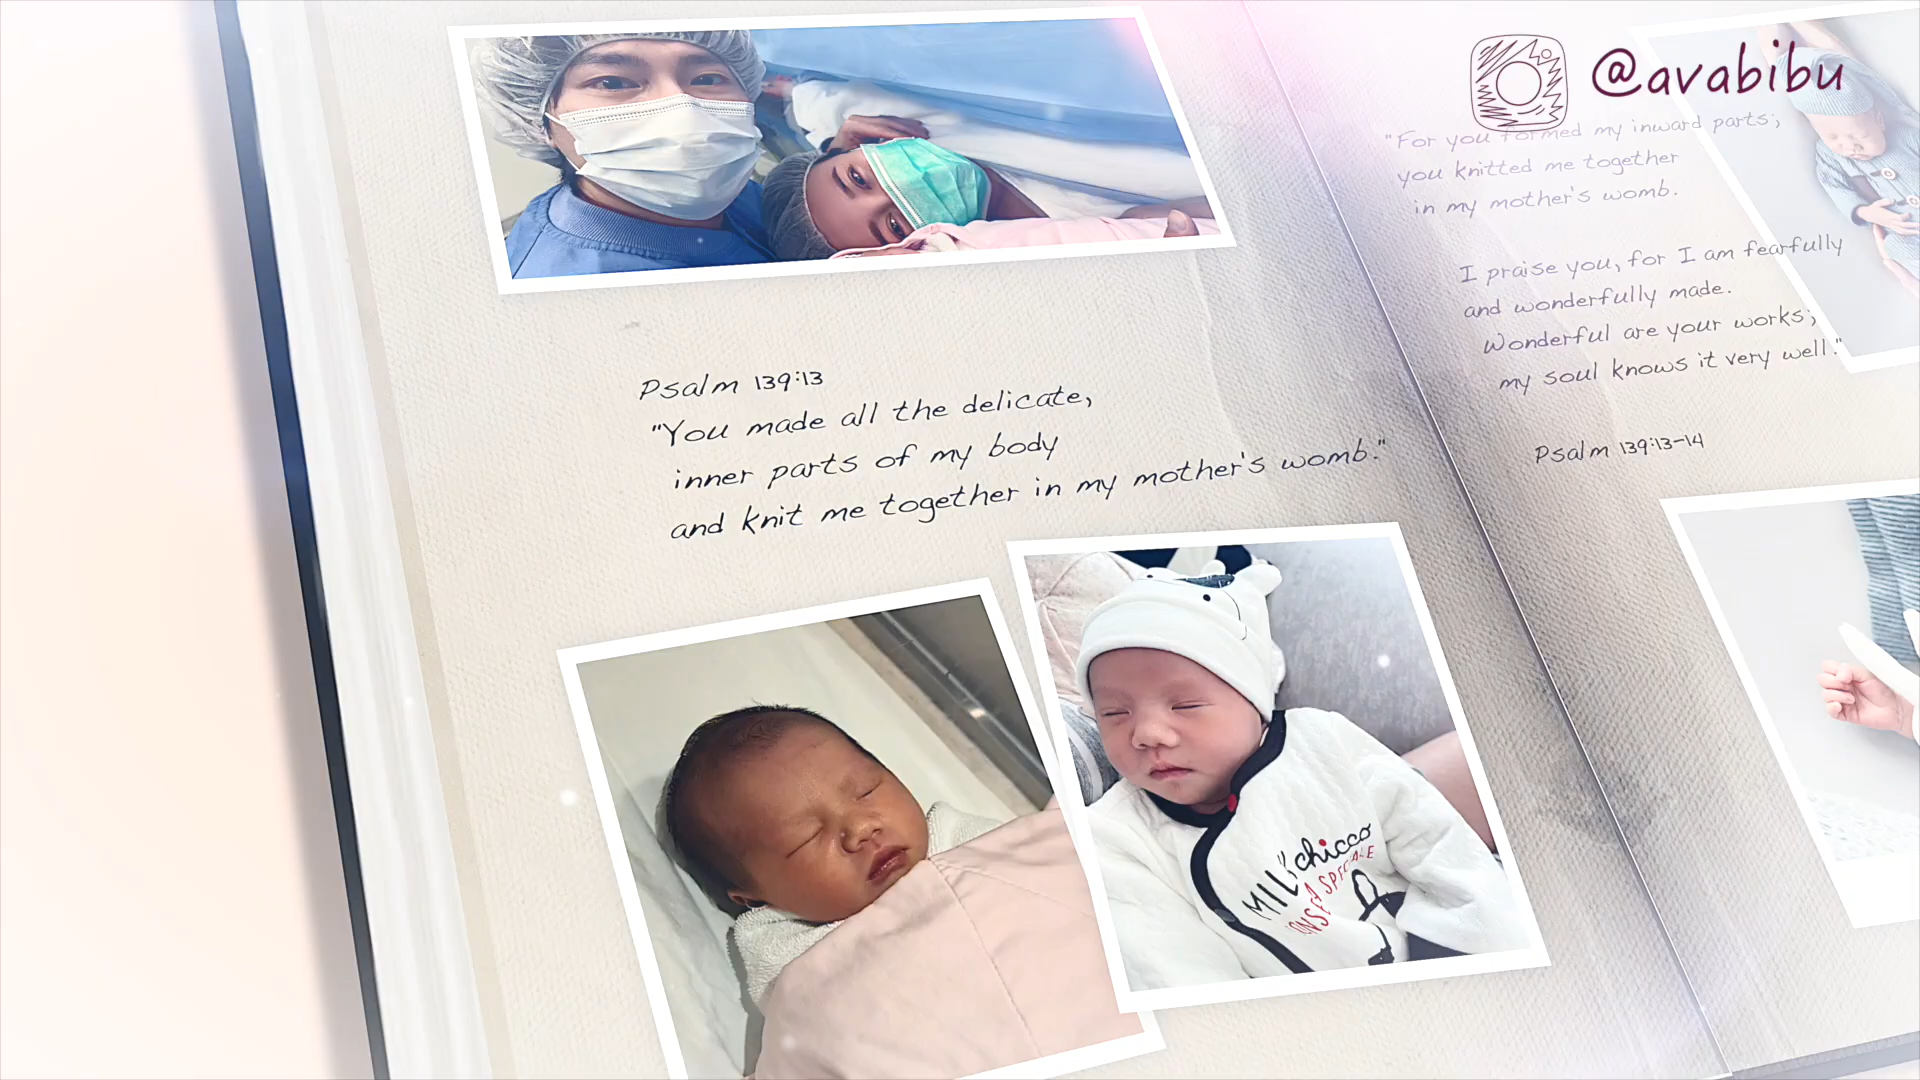 @avabibu
Psalm 139:13
"You made all the delicate,
inner parts of my body
and knit me together in my mother's womb."
"For you formed my inward parts;
you knitted me together
in my mother's womb.
I praise you, for I am fearfully
and wonderfully made.
Wonderful are your works;
my soul knows it very well."
Psalm 139:13-14
chicco
A SPECIALE